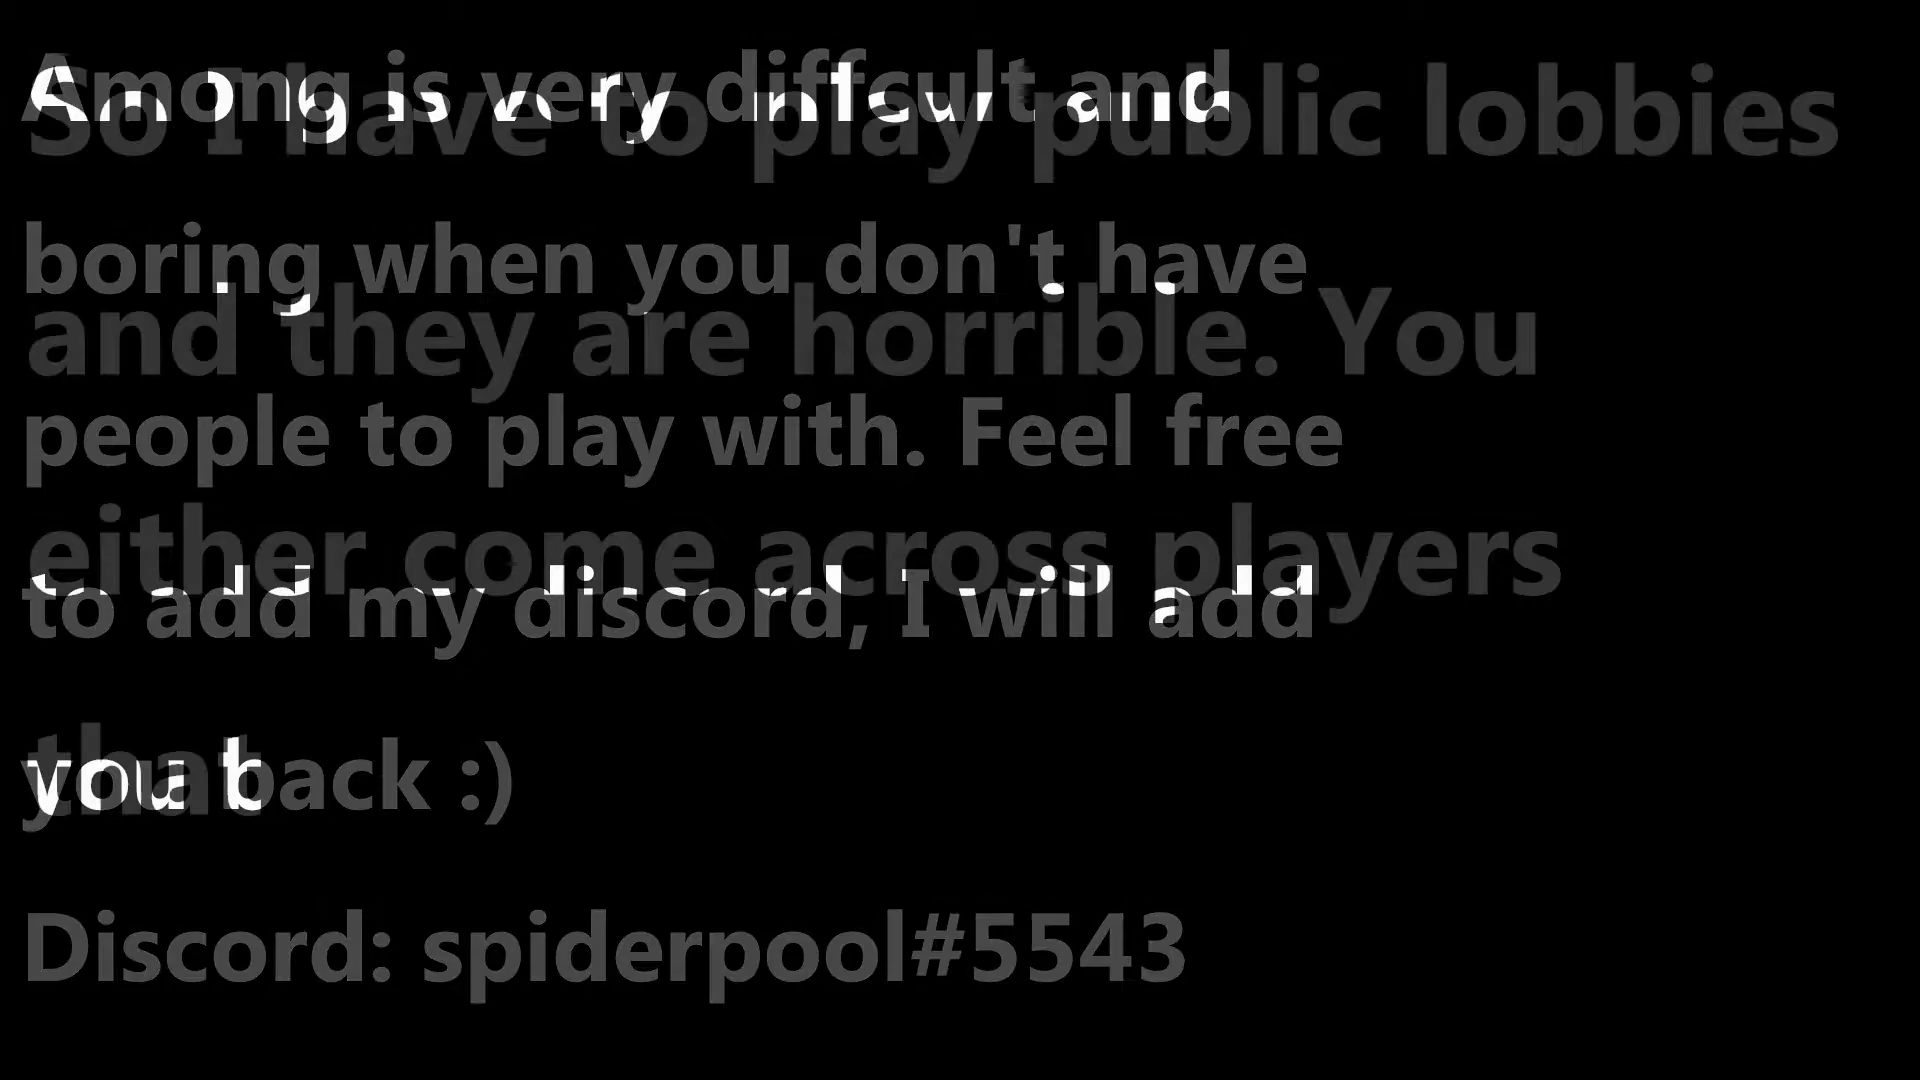 Among is very diffcult and
So I have to play public lobbies
boring when you don't have
and they are horrible. You
people to play with. Feel free
either come across players
to add my discord, I will add
that
you back :)
Discord: spiderpool#5543